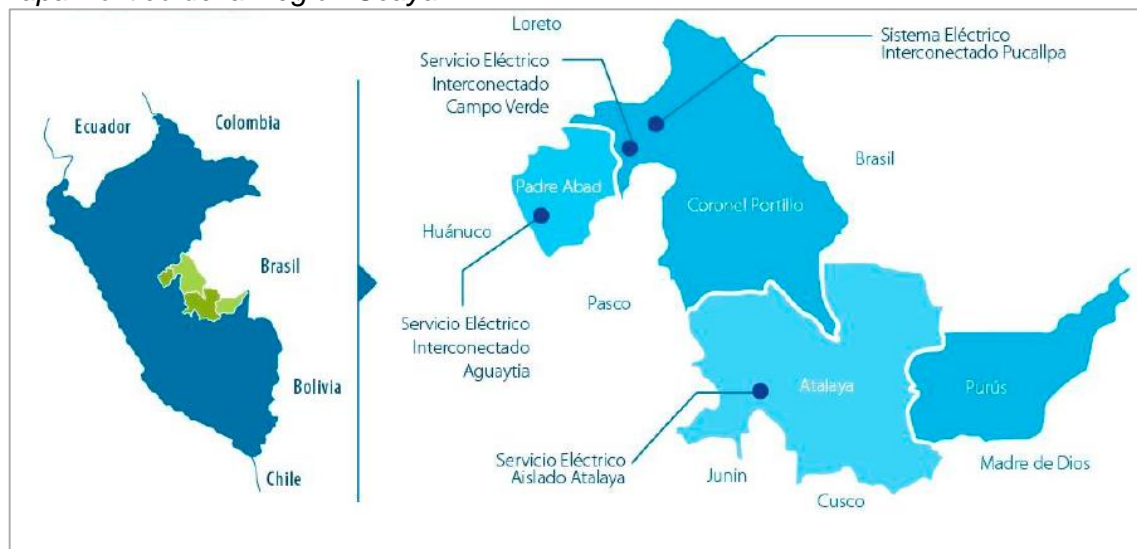 Ecuador
Colombia
Brasil
Bolivia
Chile
Loreto
Servicio Eléctrico
Interconectado
Campo Verde
Sistema Eléctrico
Interconectado Pucallpa
Brasil
Padre Abad
Coronel Portillo
Huánuco
Pasco
Servicio Eléctrico
Interconectado
Aguaytía
Atalaya
Purús
Servicio Eléctrico
Aislado Atalaya
Junín
Cusco
Madre de Dios